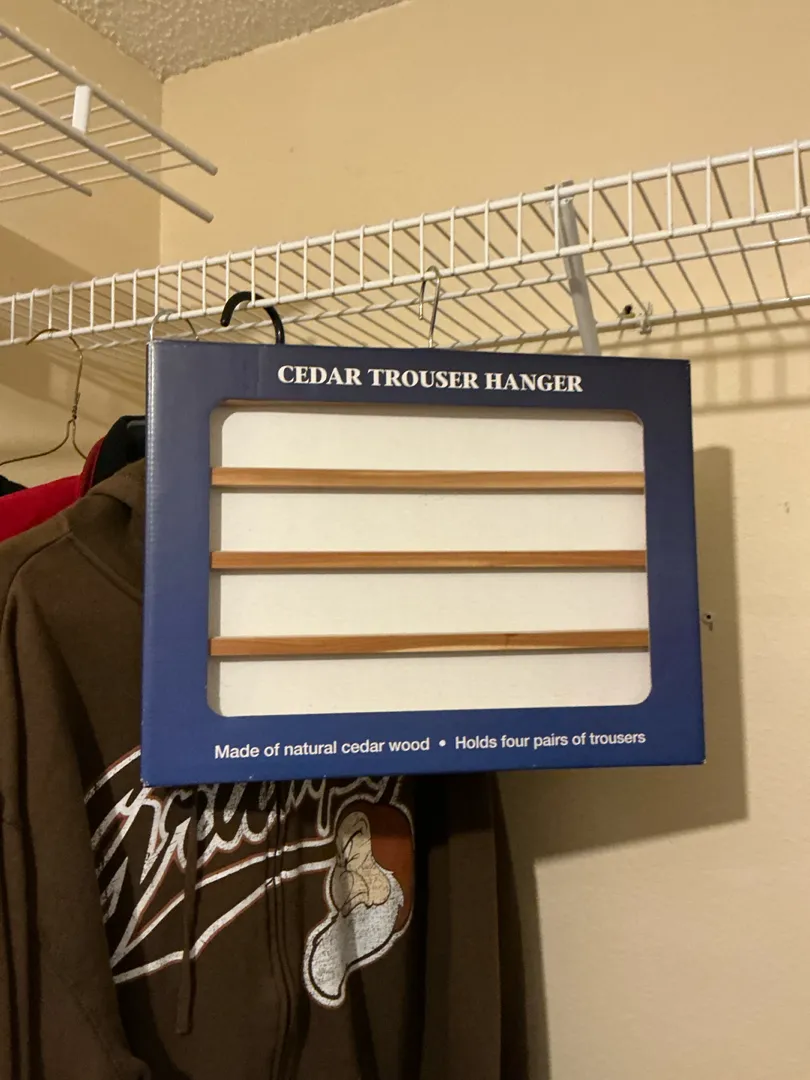 CEDAR TROUSER HANGER
Made of natural cedar wood • Holds four pairs of trousers